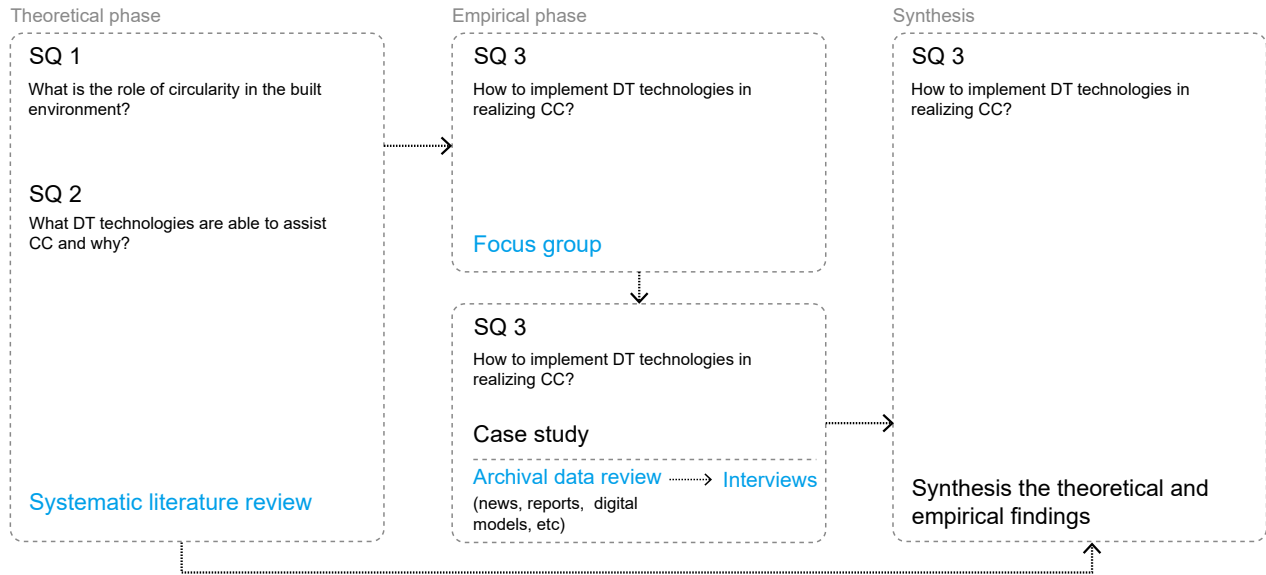 Theoretical phase
SQ 1
What is the role of circularity in the built
environment?
SQ 2
What DT technologies are able to assist
CC and why?
Systematic literature review
Empirical phase
SQ 3
How to implement DT technologies in
realizing CC?
Focus group
SQ 3
How to implement DT technologies in
realizing CC?
Case study
Archival data review
Interviews
(news, reports, digital
models, etc)
Synthesis
SQ 3
How to implement DT technologies in
realizing CC?
Synthesis the theoretical and
empirical findings